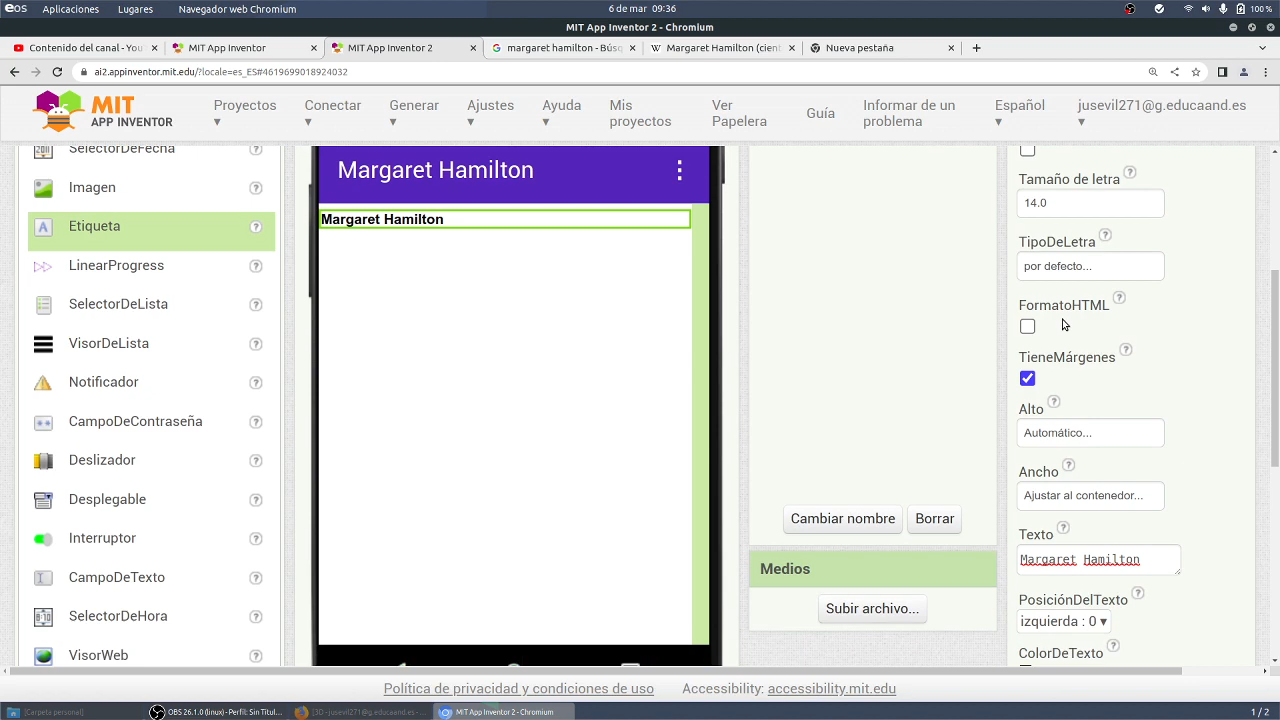 OS Aplicaciones Lugares Navegador web Chromium 6 de mar 09:36 100 %
MIT App Inventor 2 - Chromium
Contenido del canal - You MIT App Inventor MIT App Inventor 2 margaret hamilton - Búsq Margaret Hamilton (cient Nueva pestaña
ai2.appinventor.mit.edu/?locale=es_ES#4619699018924032
MIT
APP INVENTOR
Proyectos
Conectar
Generar
Ajustes
Ayuda
Mis
proyectos
Ver
Papelera
Guía
Informar de un
problema
Español
jusevil271@g.educaand.es
SelectorDeFecha
Imagen
Etiqueta
LinearProgress
SelectorDeLista
VisorDeLista
Notificador
CampoDeContraseña
Deslizador
Desplegable
Interruptor
CampoDeTexto
SelectorDeHora
VisorWeb
Margaret Hamilton
Margaret Hamilton
Cambiar nombre Borrar
Medios
Subir archivo...
Tamaño de letra
14.0
TipoDeLetra
por defecto...
FormatoHTML
TieneMárgenes
Alto
Automático...
Ancho
Ajustar al contenedor...
Texto
Margaret Hamilton
PosiciónDelTexto
izquierda : 0
ColorDeTexto
Política de privacidad y condiciones de uso Accessibility: accessibility.mit.edu
[Carpeta personal] OBS 26.1.0 (linux) - Perfil: Sin Títul... [3D - jusevil271@g.educaand.es - ... MIT App Inventor 2 - Chromium 1 / 2